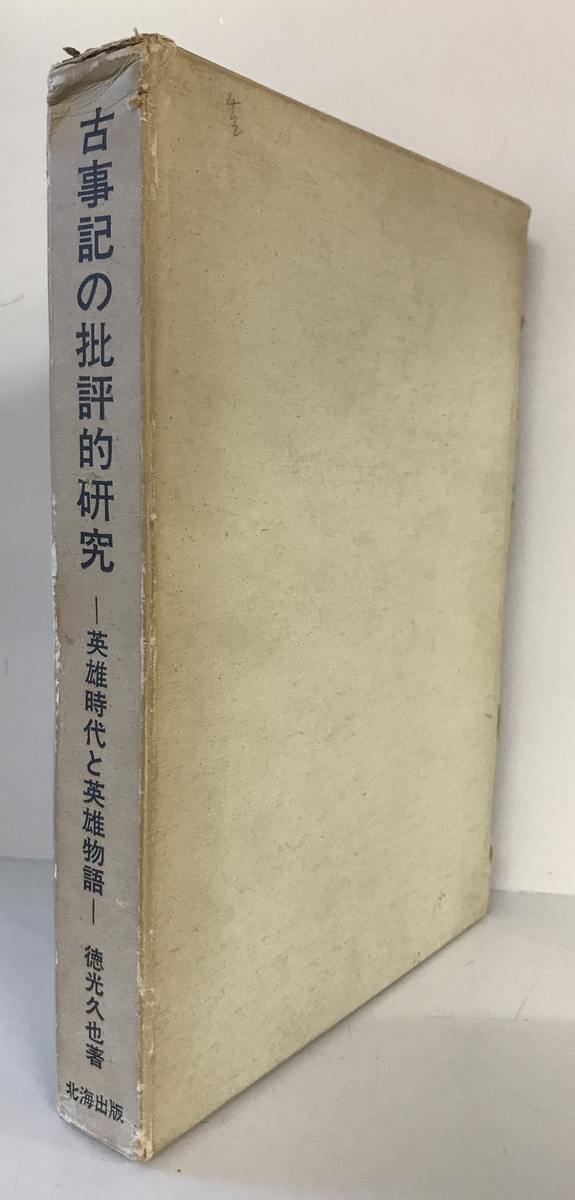 古事記の批評的研究
―英雄時代と英雄物語―
徳光久也著
北海出版